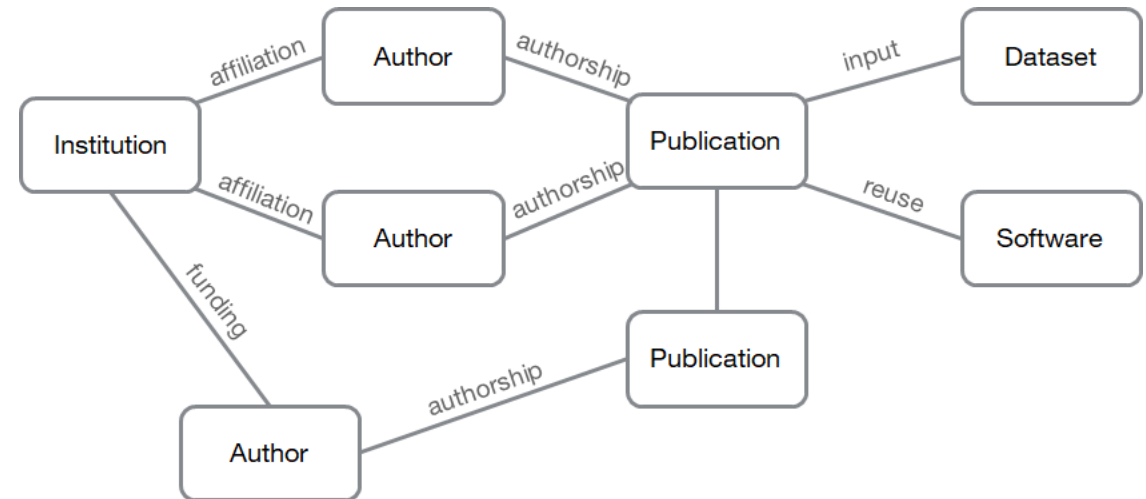 affiliation
Author
authorship
input
Dataset
Institution
Publication
affiliation
Author
authorship
reuse
Software
funding
authorship
Publication
Author